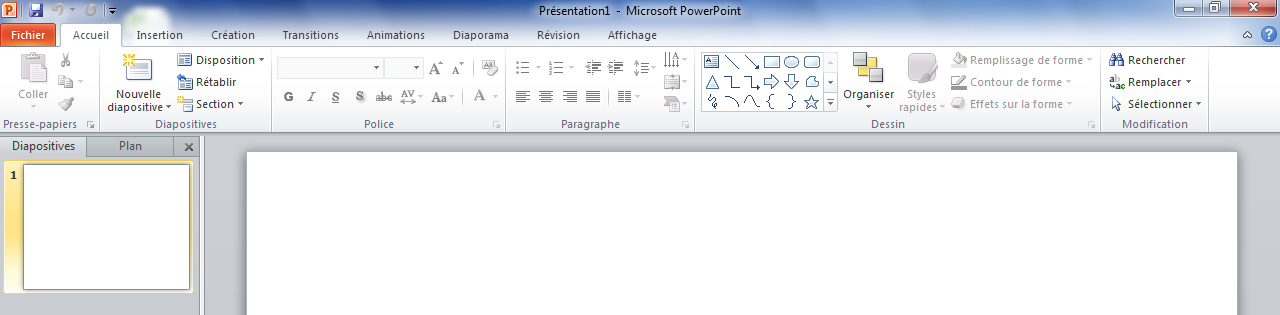 Présentation1 - Microsoft PowerPoint
Fichier Accueil Insertion Création Transitions Animations Diaporama Révision Affichage
Coller
Presse-papiers
Nouvelle diapositive
Disposition
Rétablir
Section
Diapositives
G I S S abc AV Aa A
Police
Paragraphe
Organiser
Styles rapides
Remplissage de forme
Contour de forme
Effets sur la forme
Dessin
Rechercher
Remplacer
Sélectionner
Modification
Diapositives Plan
1